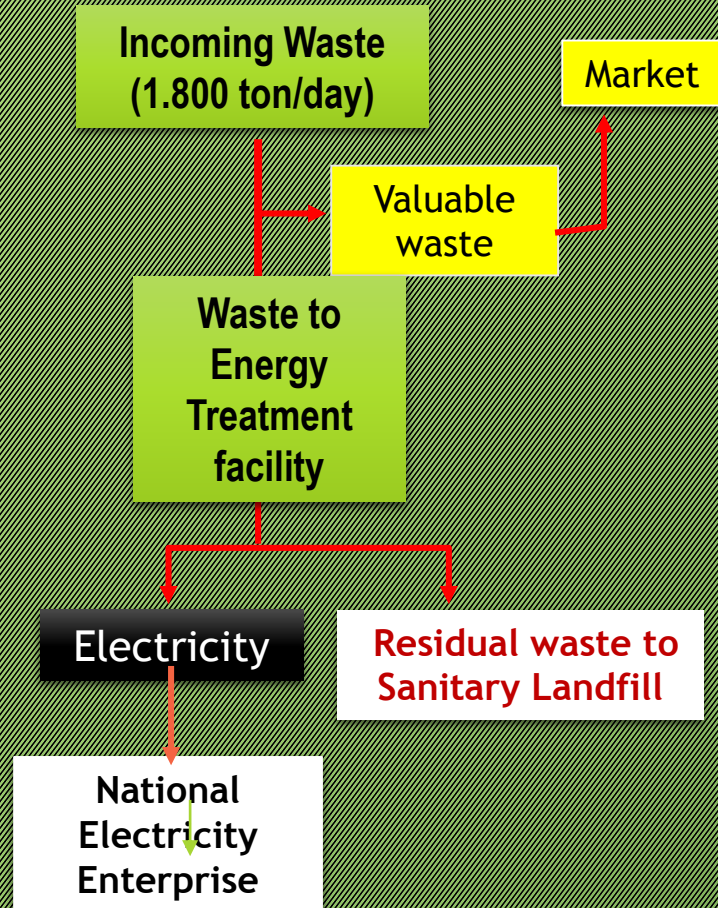 Incoming Waste
(1.800 ton/day)
Market
Valuable
waste
Waste to
Energy
Treatment
facility
Electricity
Residual waste to
Sanitary Landfill
National
Electricity
Enterprise